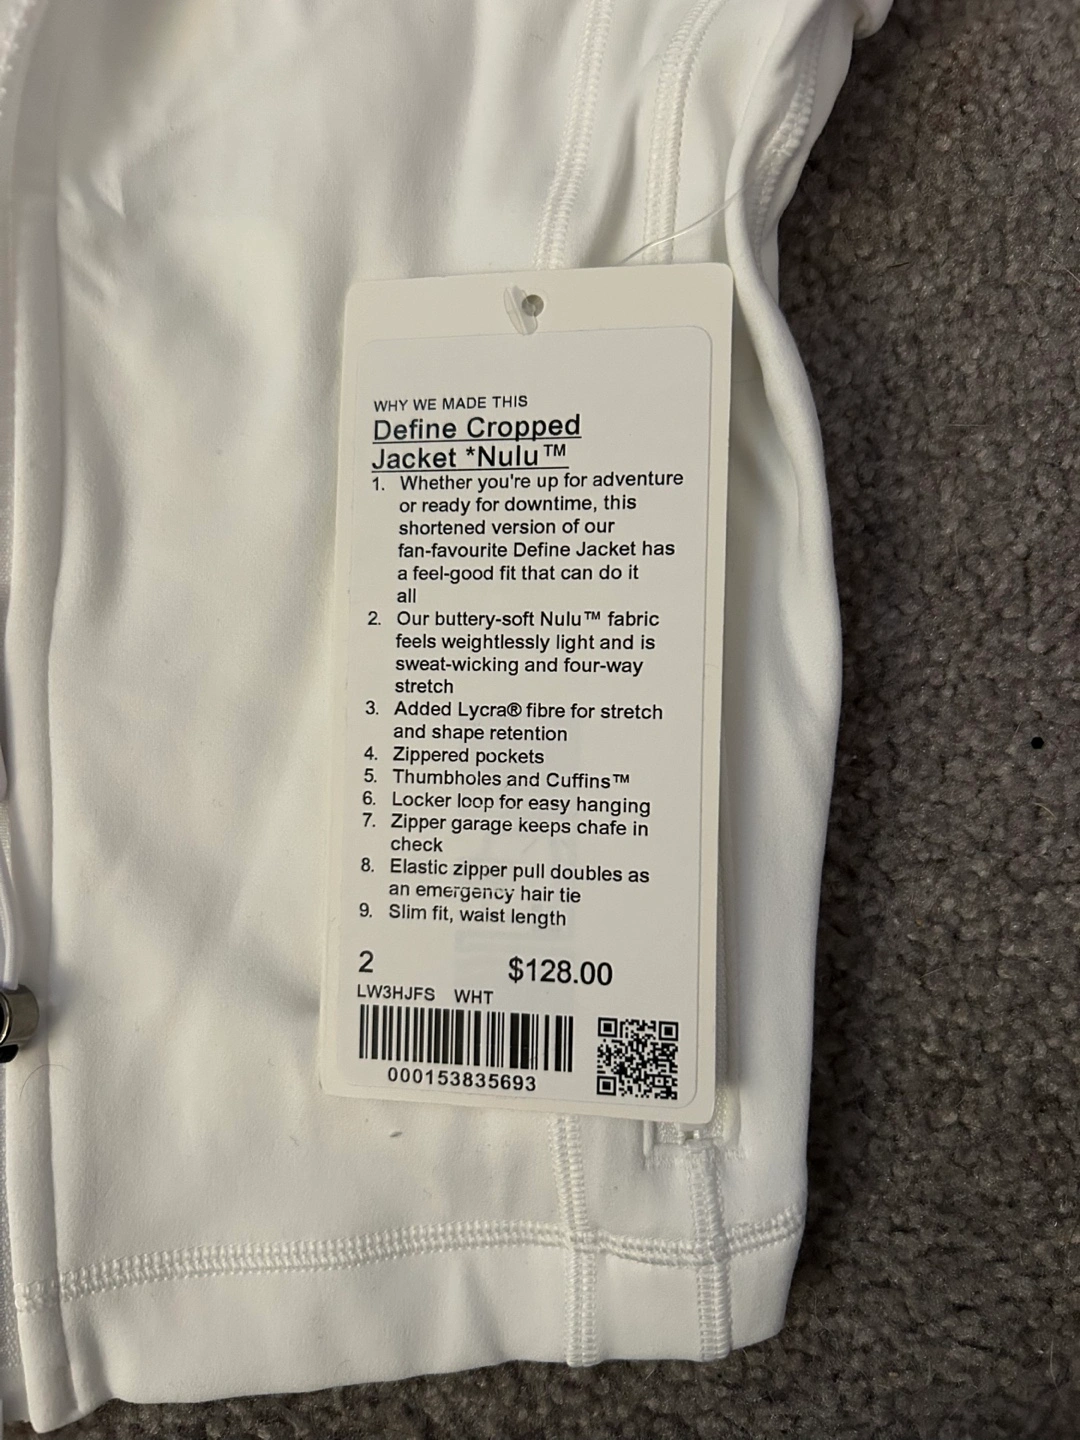 WHY WE MADE THIS
Define Cropped
Jacket *Nulu™
1. Whether you're up for adventure
or ready for downtime, this
shortened version of our
fan-favourite Define Jacket has
a feel-good fit that can do it
all
2. Our buttery-soft Nulu™ fabric
feels weightlessly light and is
sweat-wicking and four-way
stretch
3. Added Lycra® fibre for stretch
and shape retention
4. Zippered pockets
5. Thumbholes and Cuffins™
6. Locker loop for easy hanging
7. Zipper garage keeps chafe in
check
8. Elastic zipper pull doubles as
an emergency hair tie
9. Slim fit, waist length
2 $128.00
LW3HJFS WHT
000153835693